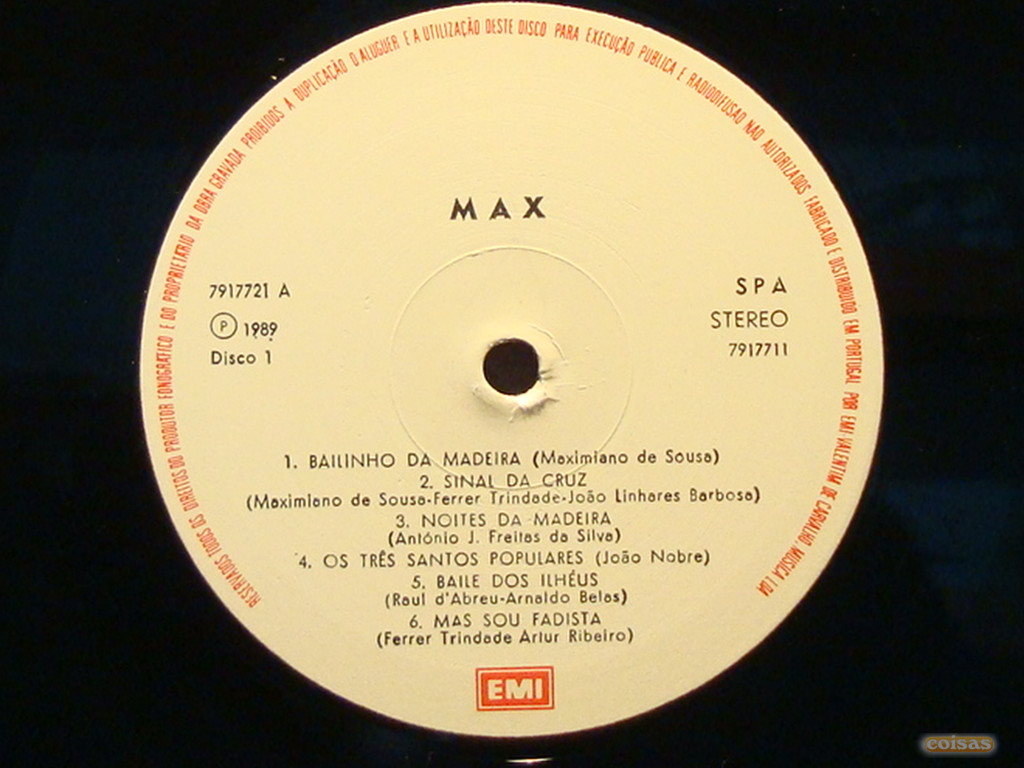 RESERVADOS TODOS OS DIREITOS DO PRODUTOR FONOGRÁFICO E DO PROPRIETÁRIO DA OBRA GRAVADA PROIBIDOS A DUPLICAÇÃO O ALUGUER E A UTILIZAÇÃO DESTE DISCO PARA EXECUÇÃO PUBLICA E RADIODIFUSAO NAO AUTORIZADOS FABRICADO E DISTRIBUIDO EM PORTUGAL POR EMI-VALENTIM DE CARVALHO, MUSICA LDA
MAX
7917721 A
SPA
Ⓟ 1989
STEREO
Disco 1
7917711
1. BAILINHO DA MADEIRA (Maximiano de Sousa)
2. SINAL DA CRUZ
(Maximiano de Sousa-Ferrer Trindade-João Linhares Barbosa)
3. NOITES DA MADEIRA
(António J. Freitas da Silva)
4. OS TRÊS SANTOS POPULARES (João Nobre)
5. BAILE DOS ILHÉUS
(Raul d'Abreu-Arnaldo Belas)
6. MAS SOU FADISTA
(Ferrer Trindade Artur Ribeiro)
EMI
coisas